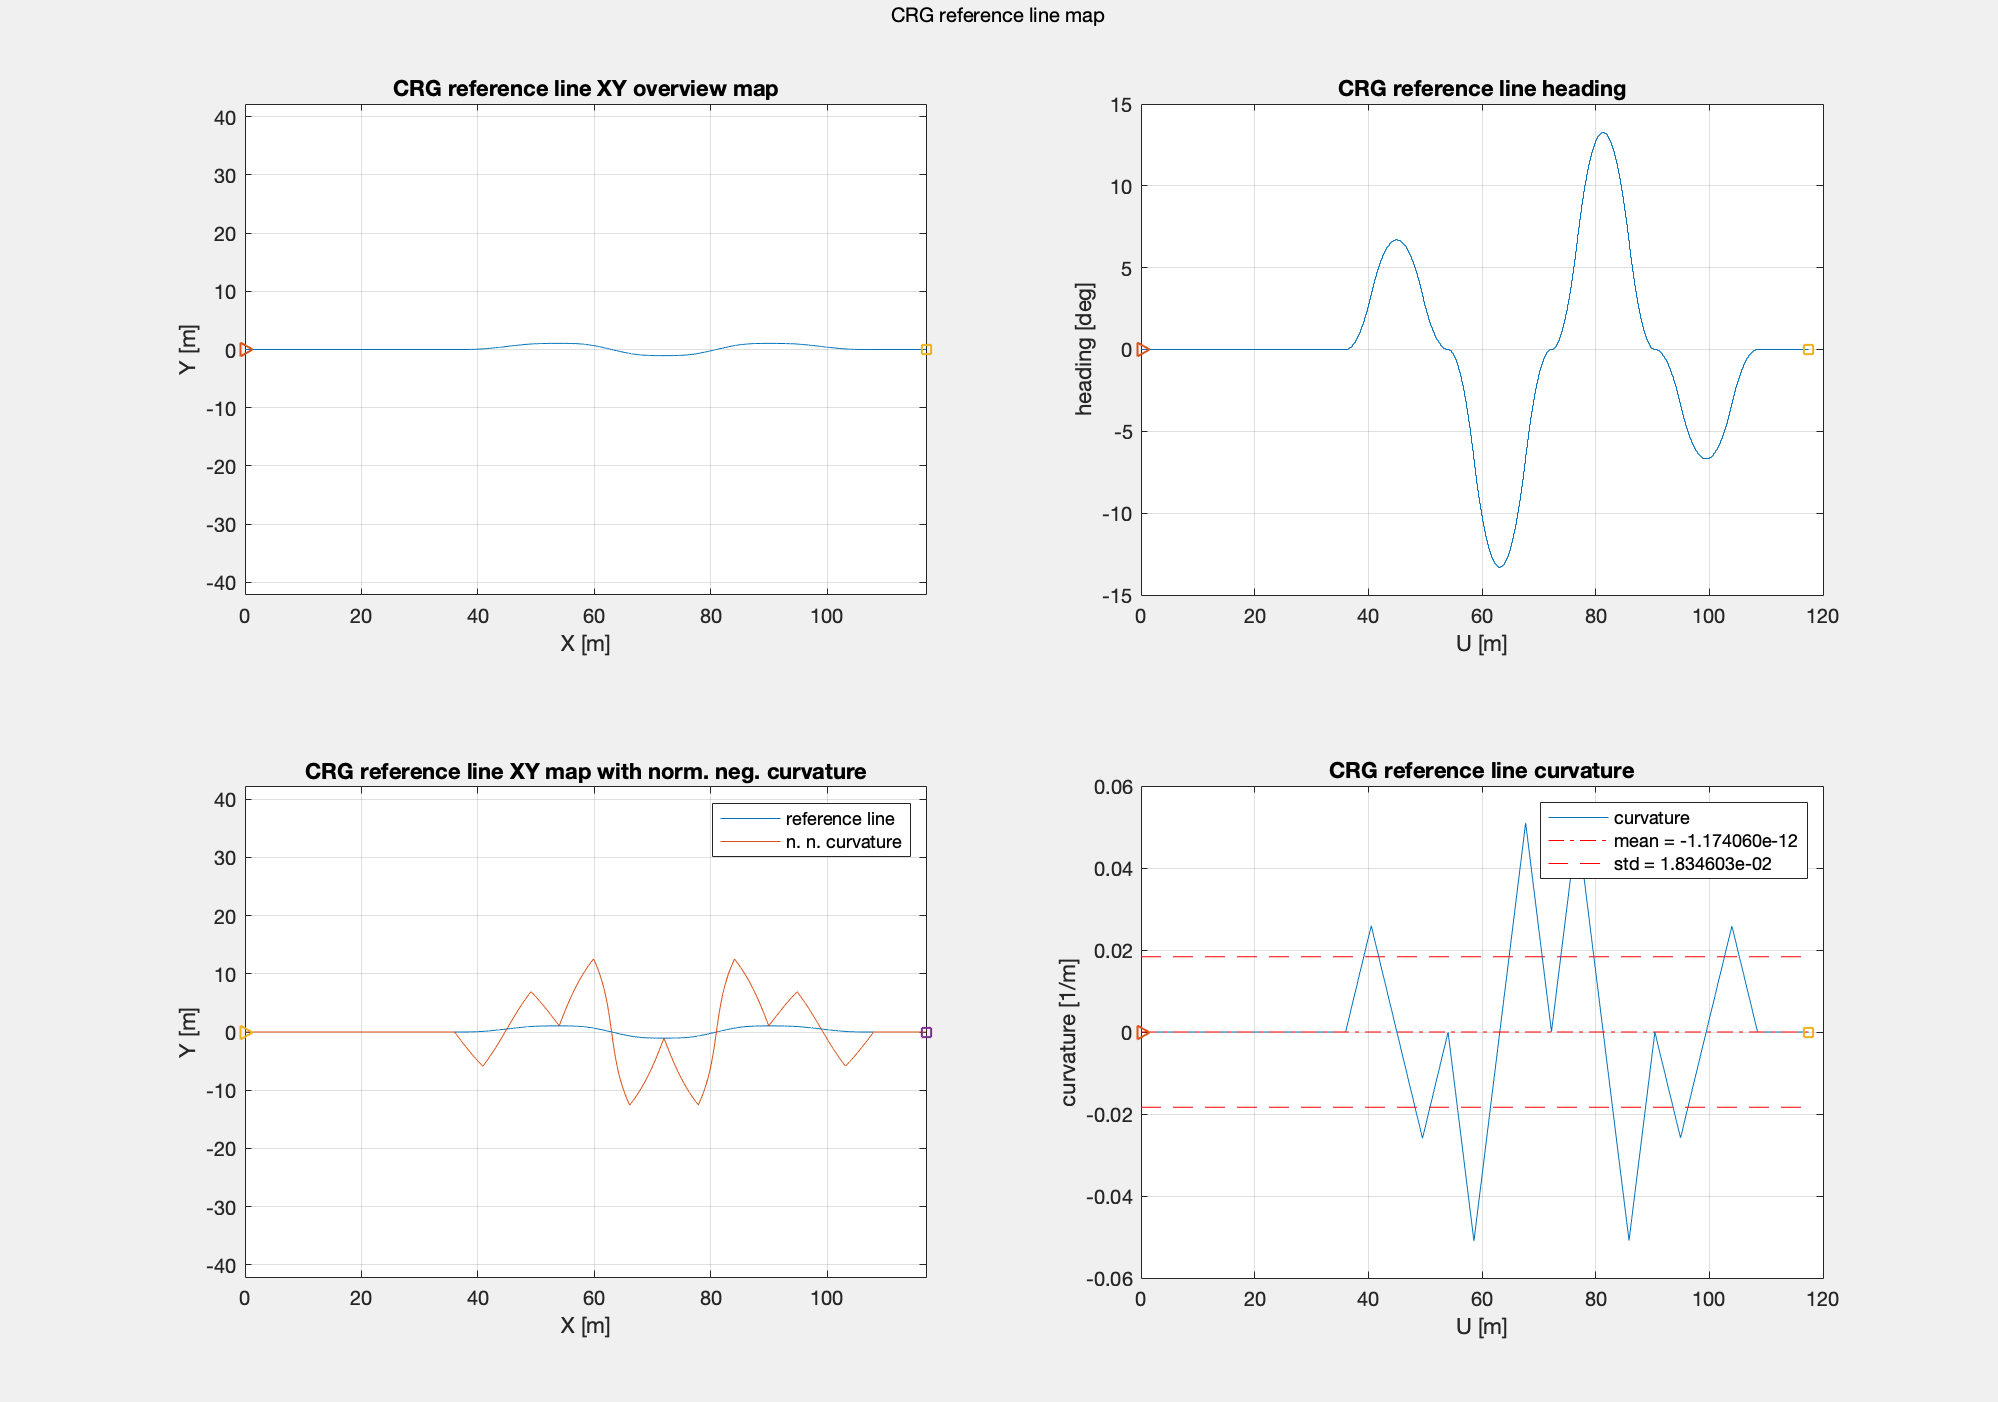 CRG reference line map
CRG reference line XY overview map
40
30
20
10
0
-10
-20
-30
-40
Y [m]
0 20 40 60 80 100
X [m]
CRG reference line heading
15
10
5
0
-5
-10
-15
heading [deg]
0 20 40 60 80 100 120
U [m]
CRG reference line XY map with norm. neg. curvature
reference line
n. n. curvature
40
30
20
10
0
-10
-20
-30
-40
Y [m]
0 20 40 60 80 100
X [m]
CRG reference line curvature
curvature
mean = -1.174060e-12
std = 1.834603e-02
0.06
0.04
0.02
0
-0.02
-0.04
-0.06
curvature [1/m]
0 20 40 60 80 100 120
U [m]